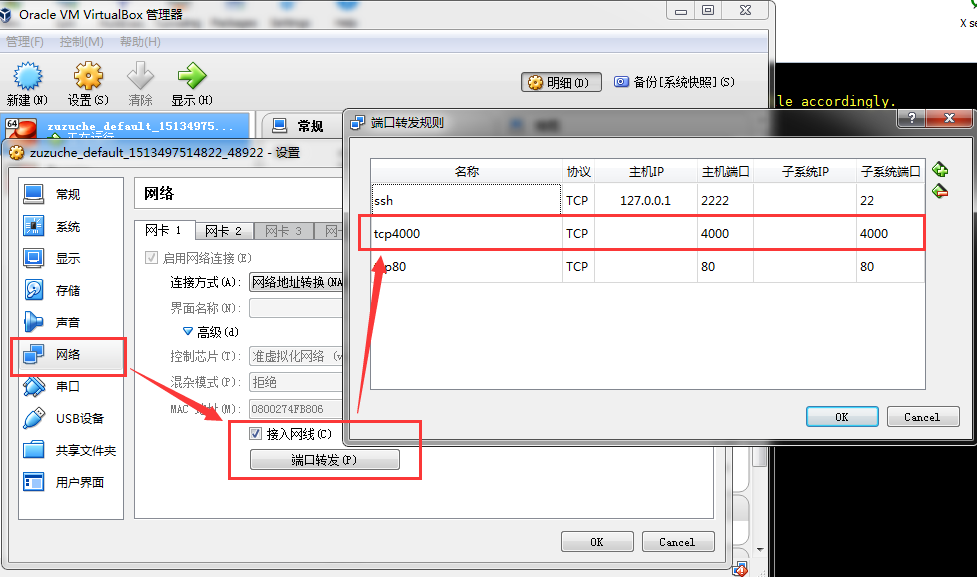 Oracle VM VirtualBox 管理器
管理(F) 控制(M) 帮助(H)
新建(N) 设置(S) 清除 显示(H)
明细(D) 备份[系统快照](S)
X se
le accordingly.
64 zuzuche_default_15134975...
正在运行
常规
zuzuche_default_1513497514822_48922 - 设置
常规
系统
显示
存储
声音
网络
串口
USB设备
共享文件夹
用户界面
网络
网卡 1 网卡 2 网卡 3 网
启用网络连接(E)
连接方式(A): 网络地址转换(NA
界面名称(N):
高级(d)
控制芯片(T): 准虚拟化网络 (v
混杂模式(P): 拒绝
MAC 地址(M): 0800274FB806
接入网线(C)
端口转发(P)
OK Cancel
端口转发规则
名称 协议 主机IP 主机端口 子系统IP 子系统端口
ssh TCP 127.0.0.1 2222 22
tcp4000 TCP 4000 4000
p80 TCP 80 80
OK Cancel